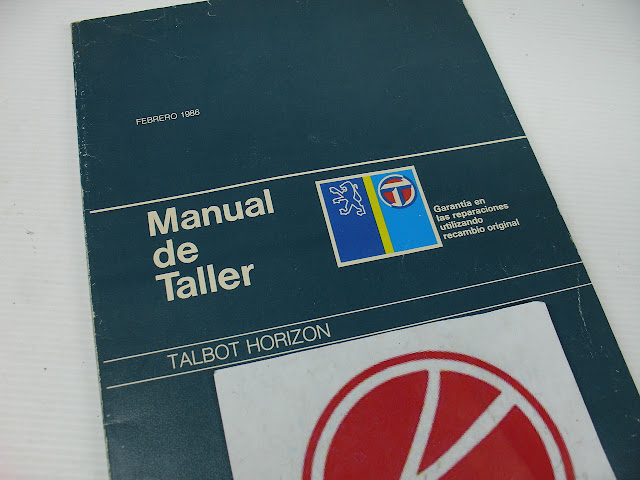 FEBRERO 1986
Manual
de
Taller
T
Garantía en
las reparaciones
utilizando
recambio original
TALBOT HORIZON